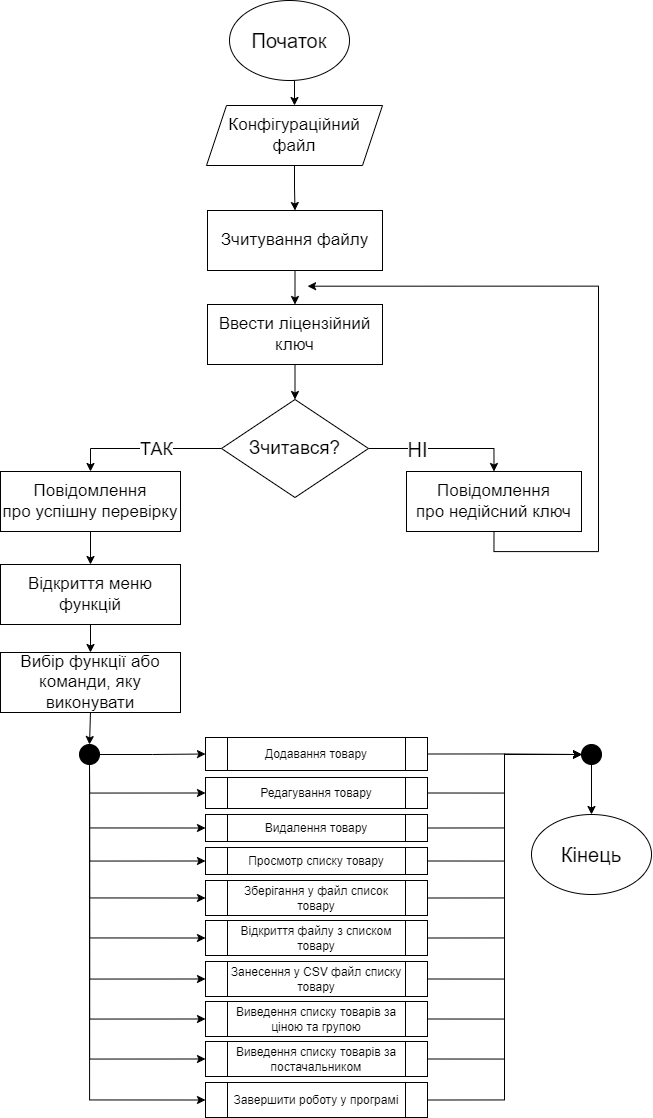 Початок
Конфігураційний
файл
Зчитування файлу
Ввести ліцензійний
ключ
Зчитався?
ТАК
НІ
Повідомлення
про успішну перевірку
Повідомлення
про недійсний ключ
Відкриття меню
функцій
Вибір функції або
команди, яку
виконувати
Додавання товару
Редагування товару
Видалення товару
Просмотр списку товару
Зберігання у файл список
товару
Відкриття файлу з списком
товару
Занесення у CSV файл списку
товару
Виведення списку товарів за
ціною та групою
Виведення списку товарів за
постачальником
Завершити роботу у програмі
Кінець